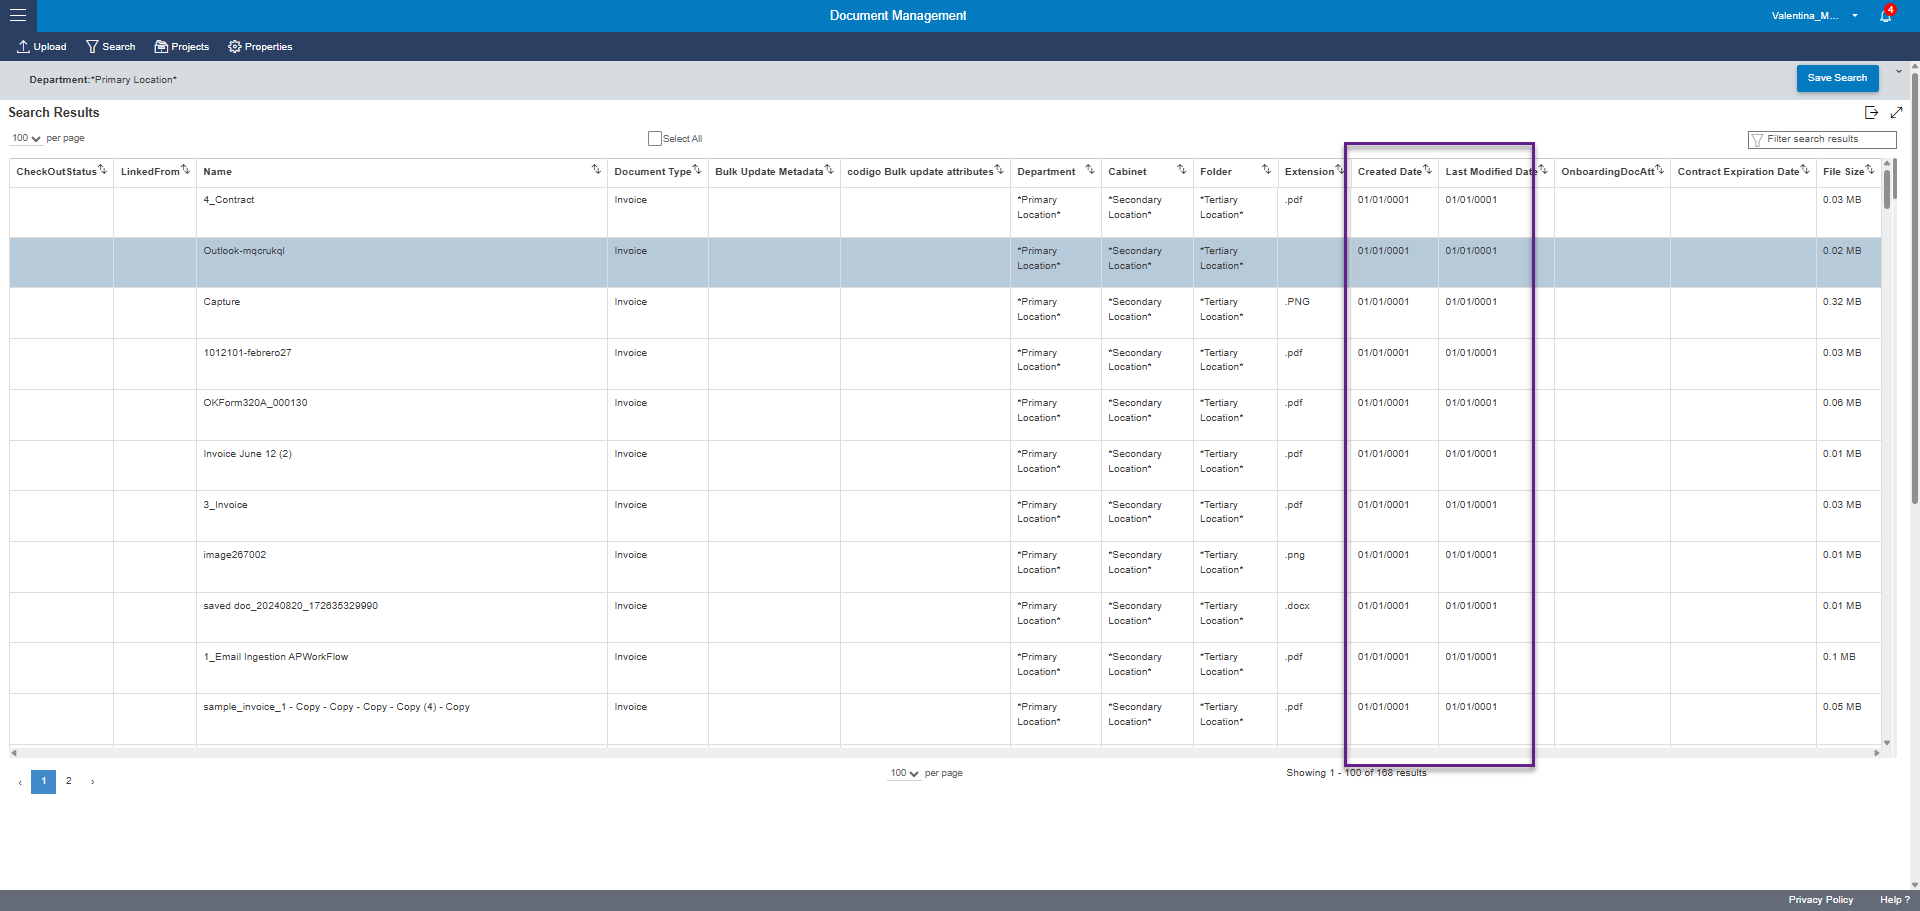 Document Management
Valentina_M...
4
Upload Search Projects Properties
Department:*Primary Location*
Save Search
Search Results
100 per page
Select All
Filter search results
CheckOutStatus LinkedFrom Name Document Type Bulk Update Metadata codigo Bulk update attributes Department Cabinet Folder Extension Created Date Last Modified Date OnboardingDocAtt Contract Expiration Date File Size
4_Contract Invoice *Primary *Secondary *Tertiary .pdf 01/01/0001 01/01/0001 0.03 MB
Location* Location* Location*
Outlook-mqcrukql Invoice *Primary *Secondary *Tertiary 01/01/0001 01/01/0001 0.02 MB
Location* Location* Location*
Capture Invoice *Primary *Secondary *Tertiary .PNG 01/01/0001 01/01/0001 0.32 MB
Location* Location* Location*
1012101-febrero27 Invoice *Primary *Secondary *Tertiary .pdf 01/01/0001 01/01/0001 0.03 MB
Location* Location* Location*
OKForm320A_000130 Invoice *Primary *Secondary *Tertiary .pdf 01/01/0001 01/01/0001 0.06 MB
Location* Location* Location*
Invoice June 12 (2) Invoice *Primary *Secondary *Tertiary .pdf 01/01/0001 01/01/0001 0.01 MB
Location* Location* Location*
3_Invoice Invoice *Primary *Secondary *Tertiary .pdf 01/01/0001 01/01/0001 0.03 MB
Location* Location* Location*
image267002 Invoice *Primary *Secondary *Tertiary .png 01/01/0001 01/01/0001 0.01 MB
Location* Location* Location*
saved doc_20240820_172635329990 Invoice *Primary *Secondary *Tertiary .docx 01/01/0001 01/01/0001 0.01 MB
Location* Location* Location*
1_Email Ingestion APWorkFlow Invoice *Primary *Secondary *Tertiary .pdf 01/01/0001 01/01/0001 0.1 MB
Location* Location* Location*
sample_invoice_1 - Copy - Copy - Copy - Copy (4) - Copy Invoice *Primary *Secondary *Tertiary .pdf 01/01/0001 01/01/0001 0.05 MB
Location* Location* Location*
‹ 1 2 ›
100 per page
Showing 1 - 100 of 168 results
Privacy Policy Help ?